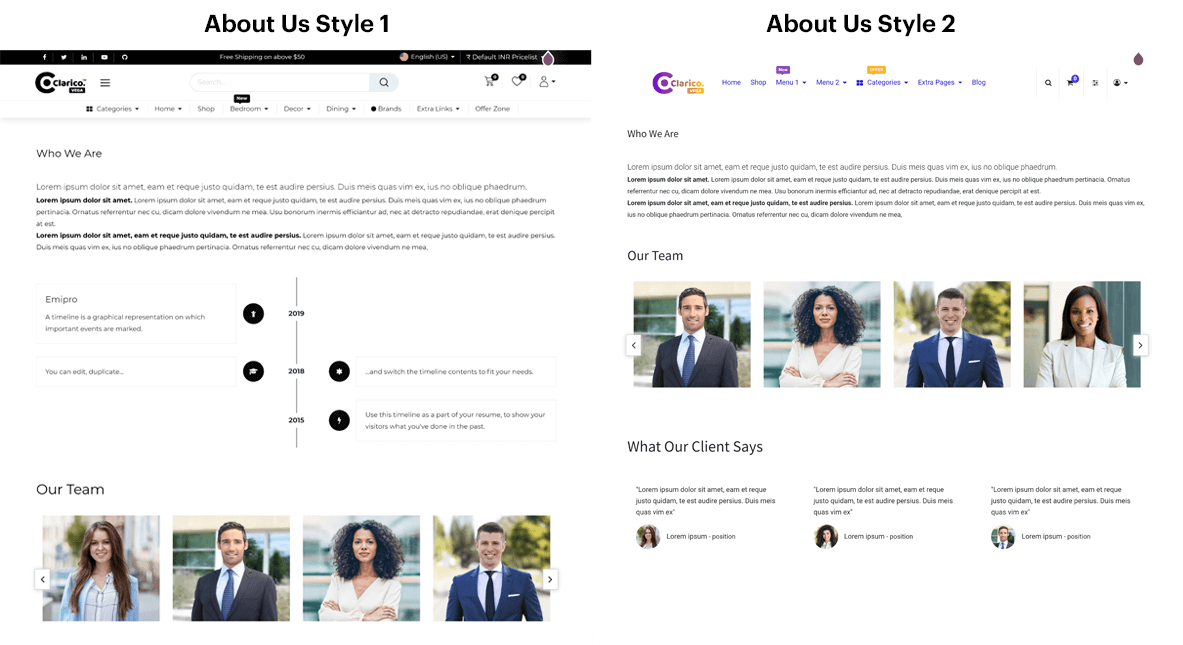 About Us Style 1
Free Shipping on above $50
English (US)
₹ Default INR Pricelist
Clarico.
VEGA
Search...
0
0
New
Categories
Home
Shop
Bedroom
Decor
Dining
Brands
Extra Links
Offer Zone
Who We Are
Lorem ipsum dolor sit amet, eam et reque justo quidam, te est audire persius. Duis meis quas vim ex, ius no oblique phaedrum.
Lorem ipsum dolor sit amet. Lorem ipsum dolor sit amet, eam et reque justo quidam, te est audire persius. Duis meis quas vim ex, ius no oblique phaedrum
pertinacia. Ornatus referrentur nec cu, dicam dolore vivendum ne mea. Usu bonorum inermis efficiantur ad, nec at detracto repudiandae, erat denique percipit
at est.
Lorem ipsum dolor sit amet, eam et reque justo quidam, te est audire persius. Lorem ipsum dolor sit amet, eam et reque justo quidam, te est audire persius.
Duis meis quas vim ex, ius no oblique phaedrum pertinacia. Ornatus referrentur nec cu, dicam dolore vivendum ne mea,
Emipro
A timeline is a graphical representation on which
important events are marked.
2019
You can edit, duplicate...
2018
...and switch the timeline contents to fit your needs.
2015
Use this timeline as a part of your resume, to show your
visitors what you've done in the past.
Our Team
About Us Style 2
Clarico.
VEGA
Home
Shop
New
Menu 1
Menu 2
OFFER
Categories
Extra Pages
Blog
0
Who We Are
Lorem ipsum dolor sit amet, eam et reque justo quidam, te est audire persius. Duis meis quas vim ex, ius no oblique phaedrum.
Lorem ipsum dolor sit amet. Lorem ipsum dolor sit amet, eam et reque justo quidam, te est audire persius. Duis meis quas vim ex, ius no oblique phaedrum pertinacia. Ornatus
referrentur nec cu, dicam dolore vivendum ne mea. Usu bonorum inermis efficiantur ad, nec at detracto repudiandae, erat denique percipit at est.
Lorem ipsum dolor sit amet, eam et reque justo quidam, te est audire persius. Lorem ipsum dolor sit amet, eam et reque justo quidam, te est audire persius. Duis meis quas vim ex,
ius no oblique phaedrum pertinacia. Ornatus referrentur nec cu, dicam dolore vivendum ne mea,
Our Team
What Our Client Says
"Lorem ipsum dolor sit amet, eam et reque
justo quidam, te est audire persius. Duis meis
quas vim ex"
Lorem ipsum - position
"Lorem ipsum dolor sit amet, eam et reque
justo quidam, te est audire persius. Duis meis
quas vim ex"
Lorem ipsum - position
"Lorem ipsum dolor sit amet, eam et reque
justo quidam, te est audire persius. Duis meis
quas vim ex"
Lorem ipsum - position